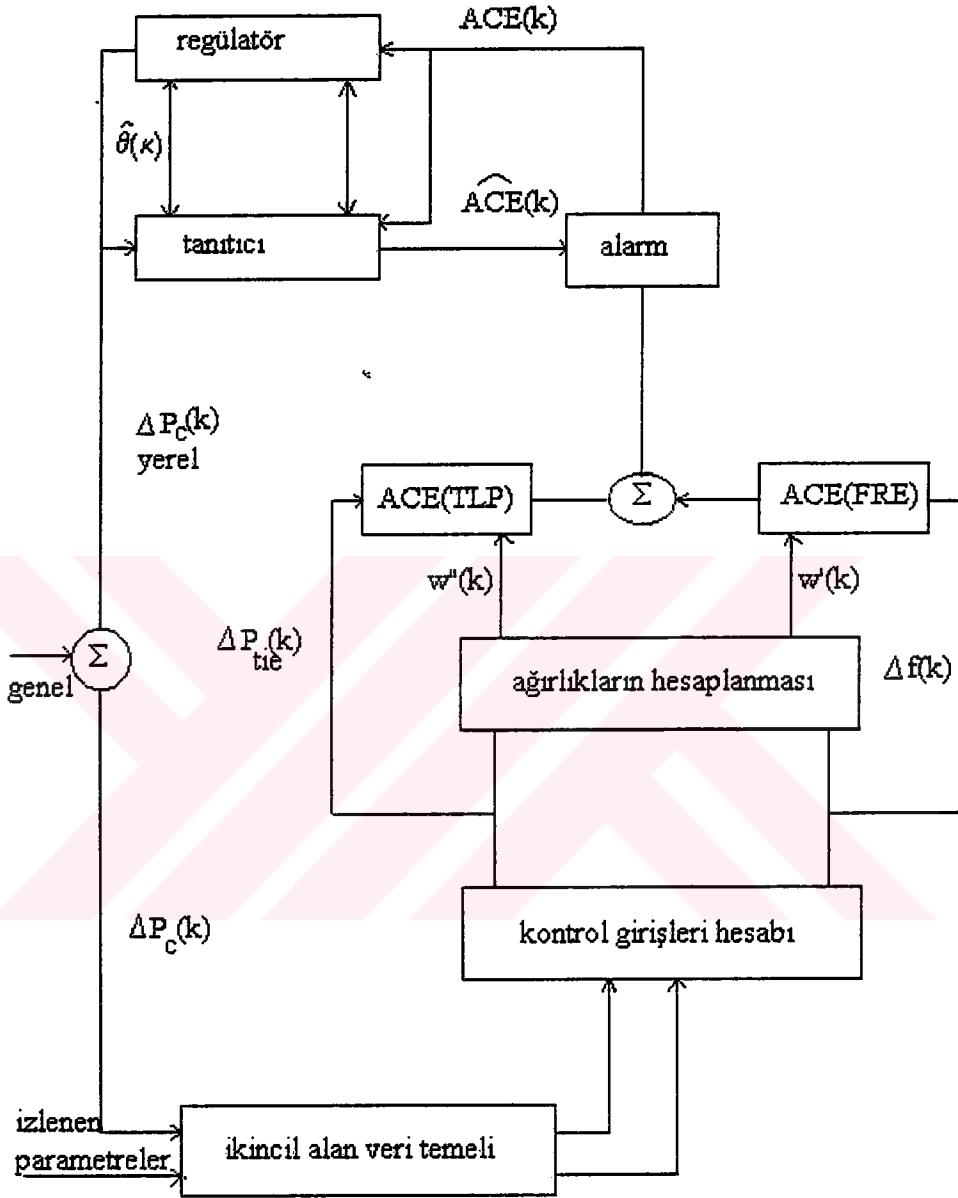 ACE(k)
regülatör
θ̂(κ)
ACE(k)
tanıtıcı
alarm
ΔP_C(k)
yerel
ACE(TLP)
Σ
ACE(FRE)
w''(k)
w'(k)
ΔP_tie(k)
Σ
genel
ağırlıkların hesaplanması
Δf(k)
ΔP_C(k)
kontrol girişleri hesabı
izlenen
parametreler
ikincil alan veri temeli